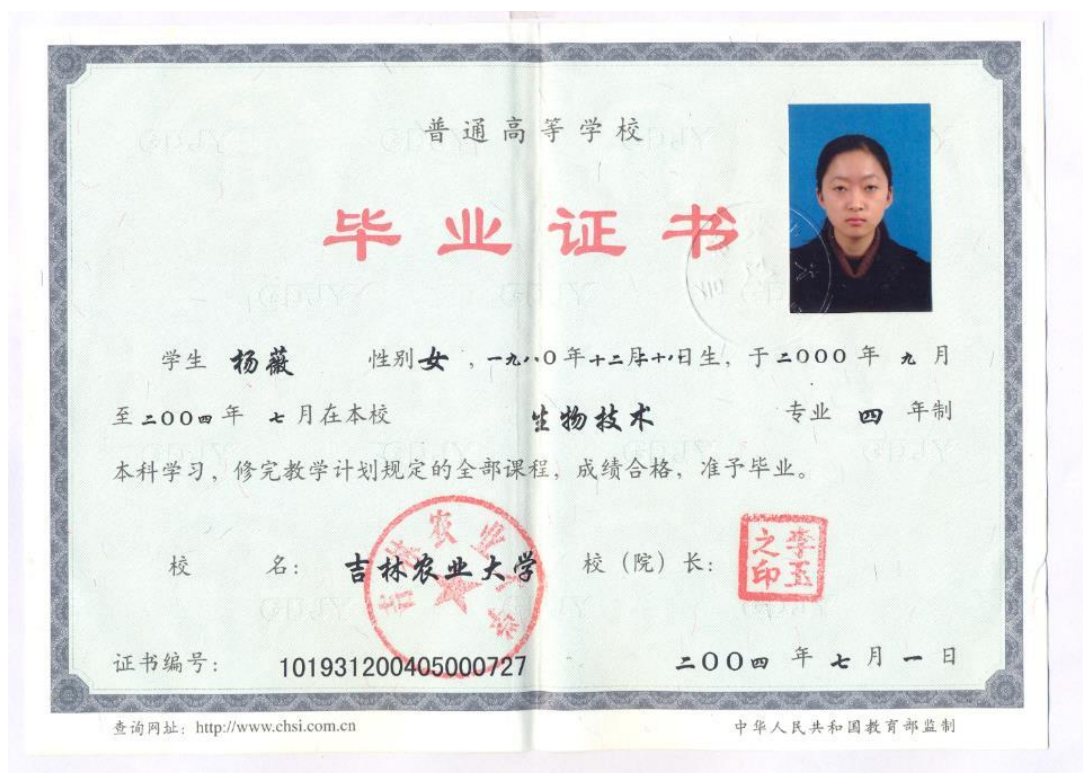 普通高等学校
毕业证书
学生 杨薇 性别 女 ，一九八〇年十二月十八日生，于二〇〇〇年 九 月
至二〇〇四年 七 月在本校 生物技术 专业 四 年制
本科学习，修完教学计划规定的全部课程，成绩合格，准予毕业。
校 名： 吉林农业大学 校（院）长： 李玉之印
吉林农业大学
证书编号： 101931200405000727 二〇〇四 年 七 月 一 日
查询网址：http://www.chsi.com.cn 中华人民共和国教育部监制